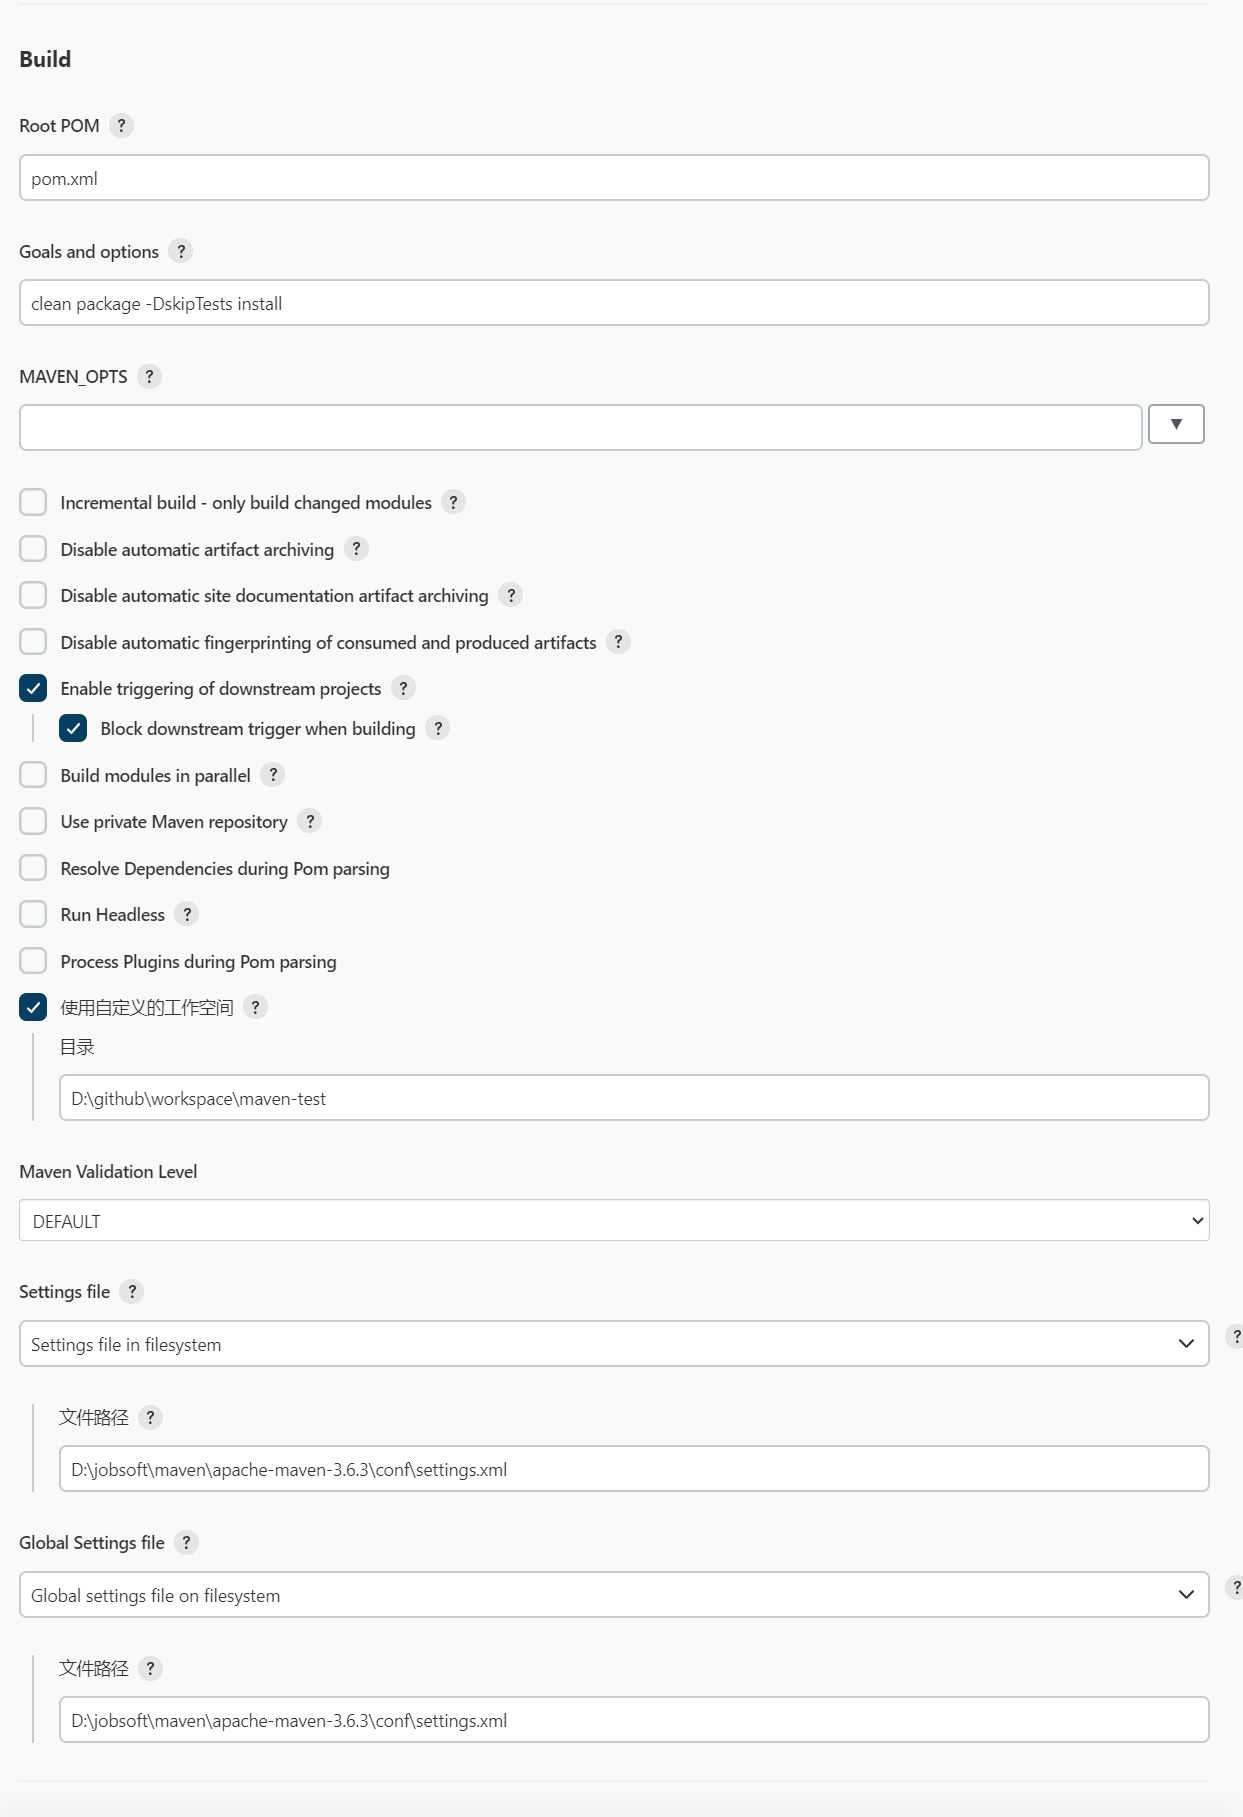 Build
Root POM ?
pom.xml
Goals and options ?
clean package -DskipTests install
MAVEN_OPTS ?
▼
Incremental build - only build changed modules ?
Disable automatic artifact archiving ?
Disable automatic site documentation artifact archiving ?
Disable automatic fingerprinting of consumed and produced artifacts ?
Enable triggering of downstream projects ?
Block downstream trigger when building ?
Build modules in parallel ?
Use private Maven repository ?
Resolve Dependencies during Pom parsing
Run Headless ?
Process Plugins during Pom parsing
使用自定义的工作空间 ?
目录
D:\github\workspace\maven-test
Maven Validation Level
DEFAULT
Settings file ?
Settings file in filesystem ?
文件路径 ?
D:\jobsoft\maven\apache-maven-3.6.3\conf\settings.xml
Global Settings file ?
Global settings file on filesystem ?
文件路径 ?
D:\jobsoft\maven\apache-maven-3.6.3\conf\settings.xml